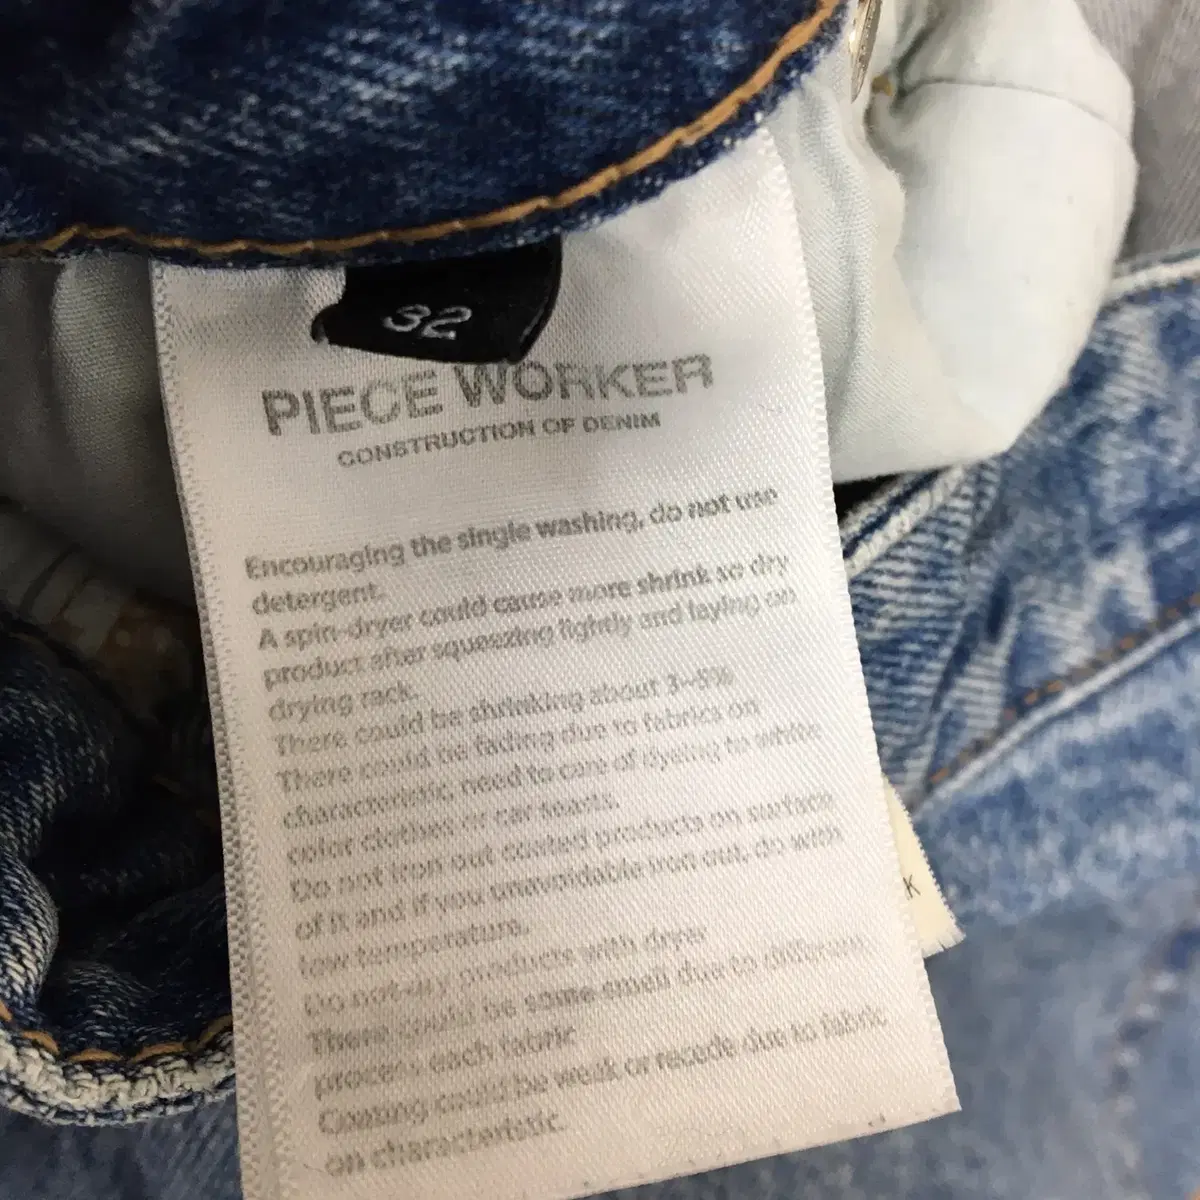 32
PIECE WORKER
CONSTRUCTION OF DENIM
Encouraging the single washing, do not use
detergent.
A spin-dryer could cause more shrink so dry
product after squeezing lightly and laying on
drying rack.
There could be shrinking about 3~5%
There could be fading due to fabrics on
characteristic, need to care of dyeing to white
color clothes or car seats.
Do not iron out coated products on surface
of it and if you unavoidable iron out, do with
low temperature.
Do not dry products with dryer
There could be some smell due to different
process each fabric
Coating could be weak or recede due to fabric
on characteristic.
K